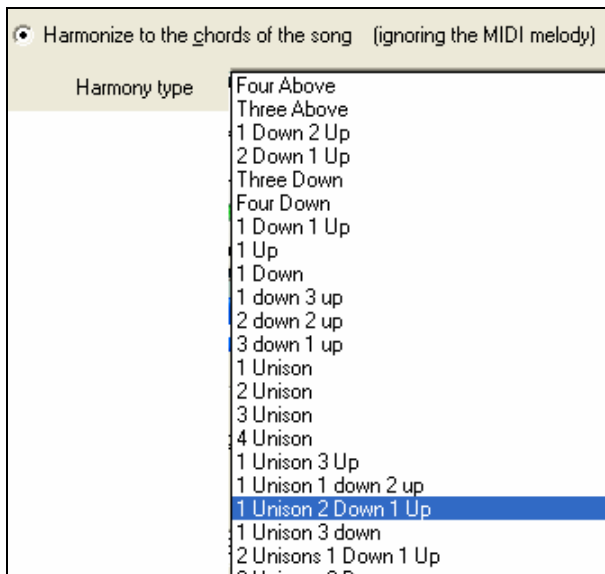 Harmonize to the chords of the song (ignoring the MIDI melody)
Harmony type
Four Above
Three Above
1 Down 2 Up
2 Down 1 Up
Three Down
Four Down
1 Down 1 Up
1 Up
1 Down
1 down 3 up
2 down 2 up
3 down 1 up
1 Unison
2 Unison
3 Unison
4 Unison
1 Unison 3 Up
1 Unison 1 down 2 up
1 Unison 2 Down 1 Up
1 Unison 3 down
2 Unisons 1 Down 1 Up